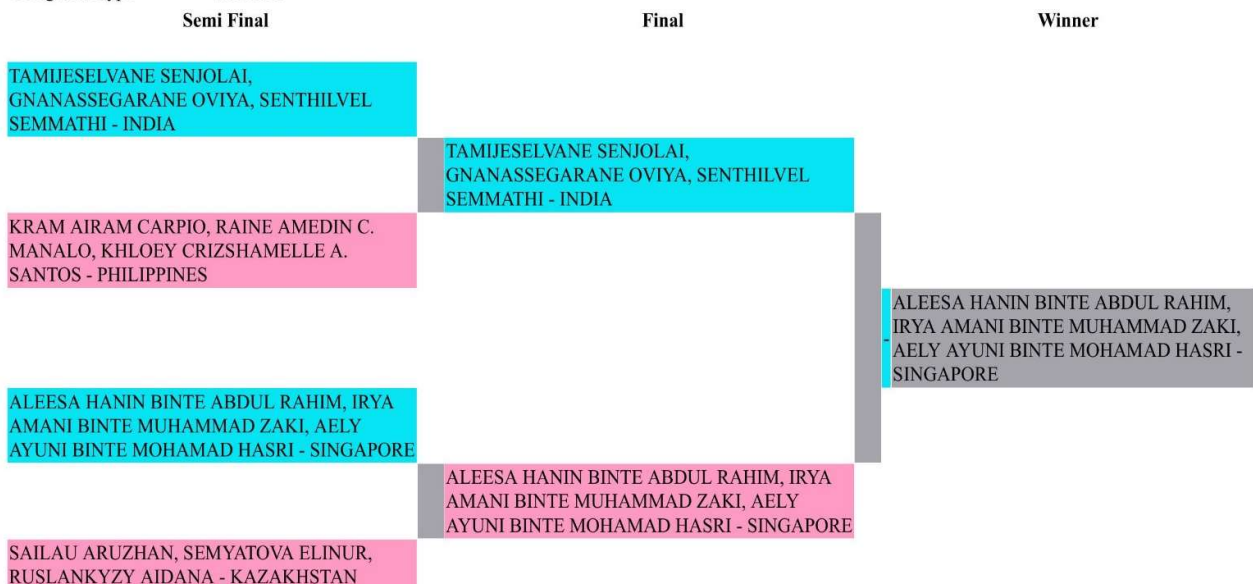 Semi Final
Final
Winner
TAMIJESELVANE SENJOLAI,
GNANASSEGARANE OVIYA, SENTHILVEL
SEMMATHI - INDIA
TAMIJESELVANE SENJOLAI,
GNANASSEGARANE OVIYA, SENTHILVEL
SEMMATHI - INDIA
KRAM AIRAM CARPIO, RAINE AMEDIN C.
MANALO, KHLOEY CRIZSHAMELLE A.
SANTOS - PHILIPPINES
-
ALEESA HANIN BINTE ABDUL RAHIM,
IRYA AMANI BINTE MUHAMMAD ZAKI,
AELY AYUNI BINTE MOHAMAD HASRI -
SINGAPORE
ALEESA HANIN BINTE ABDUL RAHIM, IRYA
AMANI BINTE MUHAMMAD ZAKI, AELY
AYUNI BINTE MOHAMAD HASRI - SINGAPORE
ALEESA HANIN BINTE ABDUL RAHIM, IRYA
AMANI BINTE MUHAMMAD ZAKI, AELY
AYUNI BINTE MOHAMAD HASRI - SINGAPORE
SAILAU ARUZHAN, SEMYATOVA ELINUR,
RUSLANKYZY AIDANA - KAZAKHSTAN